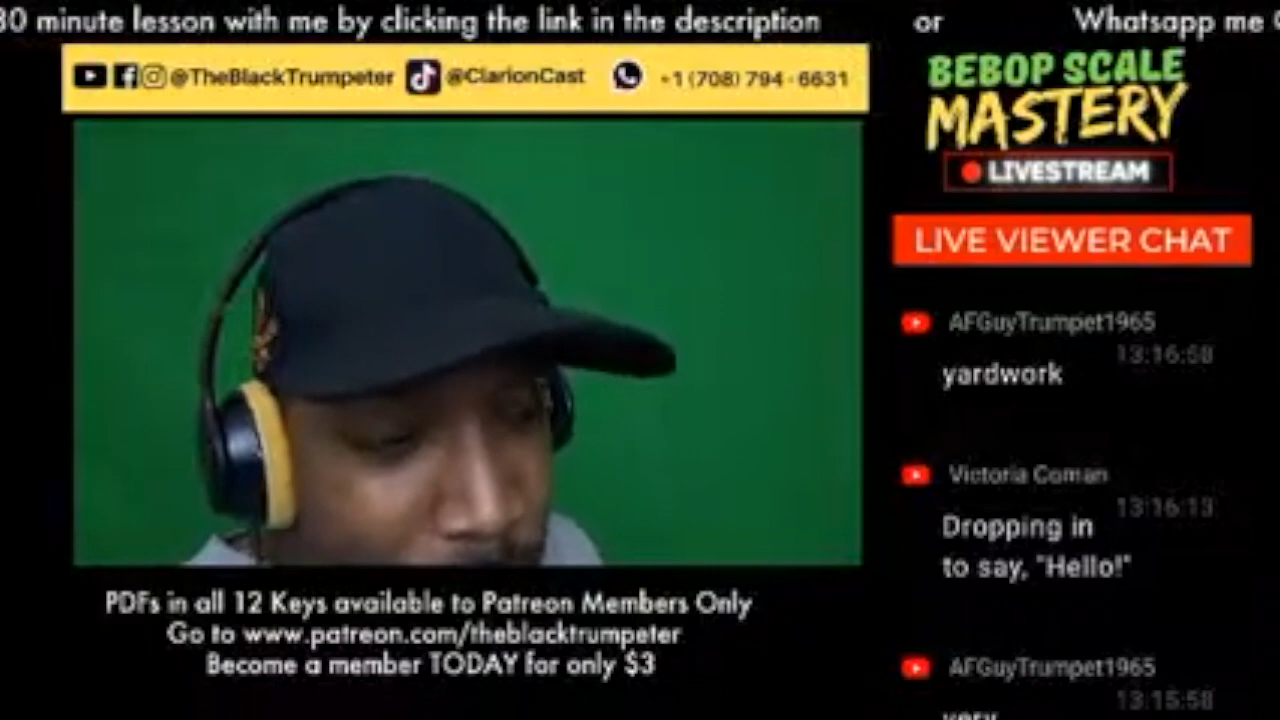 30 minute lesson with me by clicking the link in the description or Whatsapp me
@TheBlackTrumpeter @ClarionCast +1 (708) 794-6631
BEBOP SCALE
MASTERY
LIVESTREAM
LIVE VIEWER CHAT
AFGuyTrumpet1965
13:16:58
yardwork
Victoria Coman
13:16:13
Dropping in
to say, "Hello!"
AFGuyTrumpet1965
13:15:58
very
PDFs in all 12 Keys available to Patreon Members Only
Go to www.patreon.com/theblacktrumpeter
Become a member TODAY for only $3